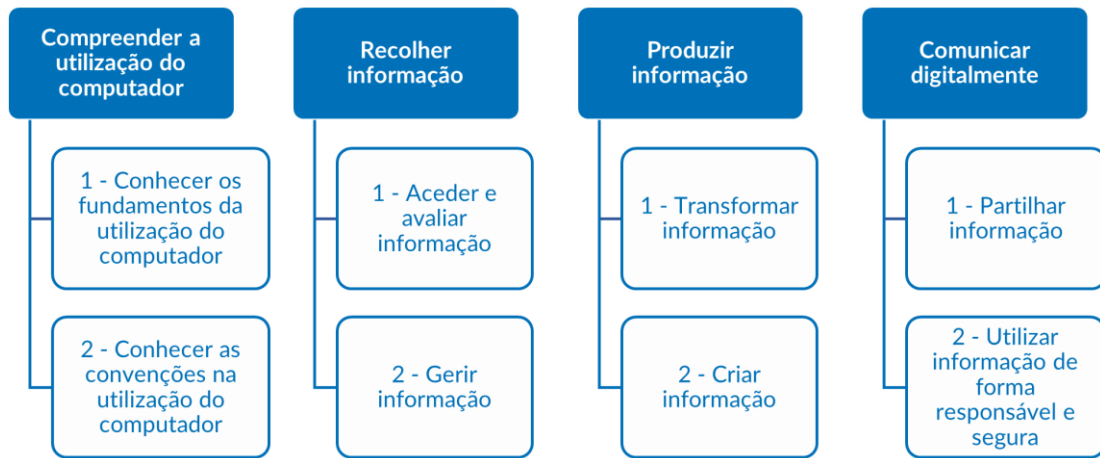 Compreender a
utilização do
computador
1 - Conhecer os
fundamentos da
utilização do
computador
2 - Conhecer as
convenções na
utilização do
computador
Recolher
informação
1 - Aceder e
avaliar
informação
2 - Gerir
informação
Produzir
informação
1 - Transformar
informação
2 - Criar
informação
Comunicar
digitalmente
1 - Partilhar
informação
2 - Utilizar
informação de
forma
responsável e
segura